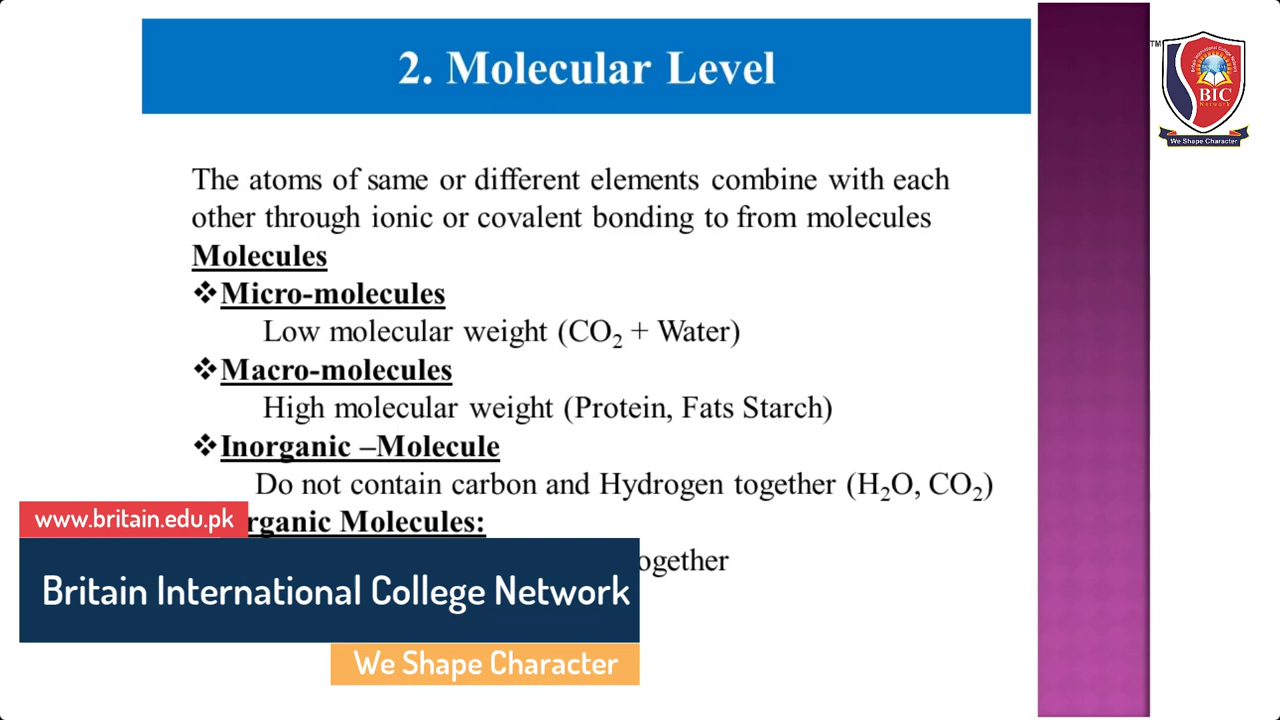 2. Molecular Level
TM
BIC
Network
We Shape Character
The atoms of same or different elements combine with each
other through ionic or covalent bonding to from molecules
Molecules
❖Micro-molecules
Low molecular weight (CO₂ + Water)
❖Macro-molecules
High molecular weight (Protein, Fats Starch)
❖Inorganic –Molecule
Do not contain carbon and Hydrogen together (H₂O, CO₂)
www.britain.edu.pk
rganic Molecules:
ogether
Britain International College Network
We Shape Character